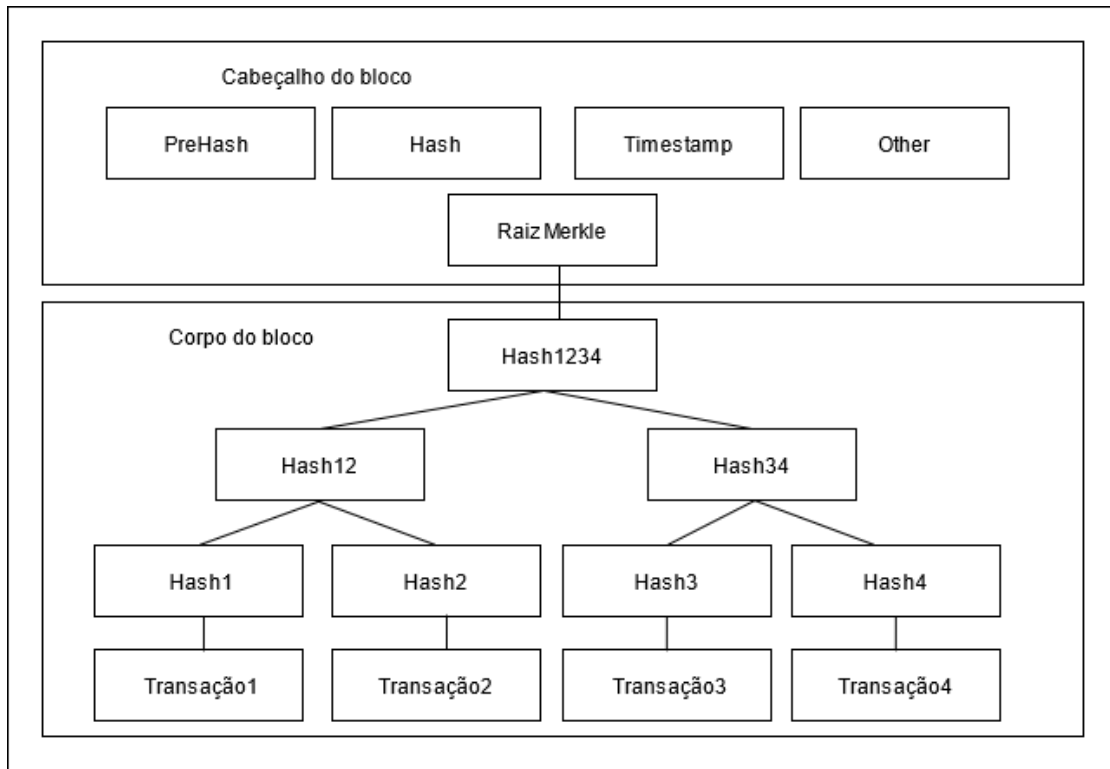 Cabeçalho do bloco
PreHash
Hash
Timestamp
Other
Raiz Merkle
Corpo do bloco
Hash1234
Hash12
Hash34
Hash1
Hash2
Hash3
Hash4
Transação1
Transação2
Transação3
Transação4